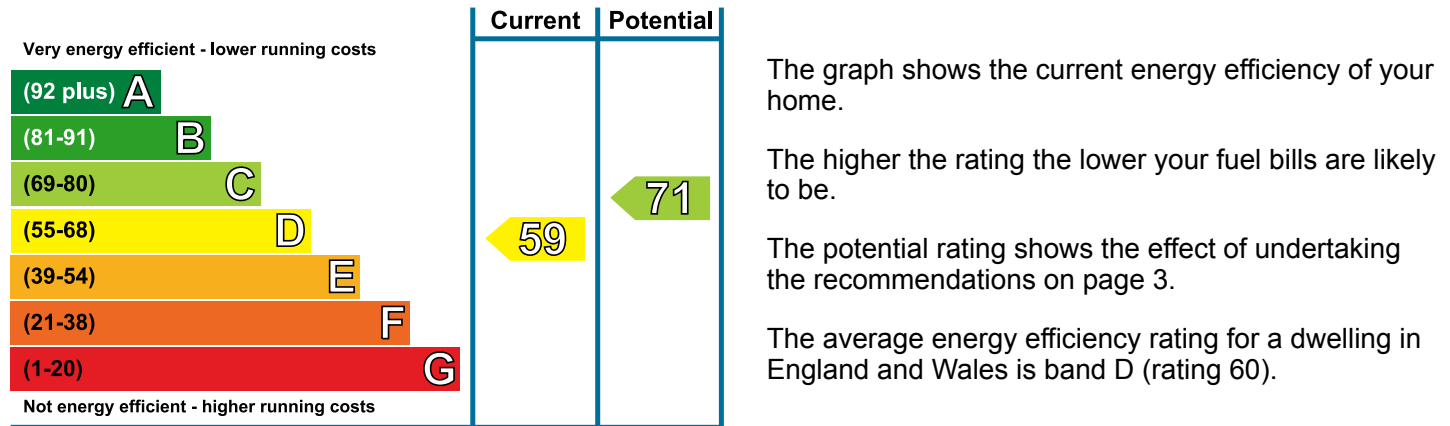 Current Potential
Very energy efficient - lower running costs
(92 plus) A
(81-91) B
(69-80) C
71
(55-68) D
59
(39-54) E
(21-38) F
(1-20) G
Not energy efficient - higher running costs
The graph shows the current energy efficiency of your
home.
The higher the rating the lower your fuel bills are likely
to be.
The potential rating shows the effect of undertaking
the recommendations on page 3.
The average energy efficiency rating for a dwelling in
England and Wales is band D (rating 60).